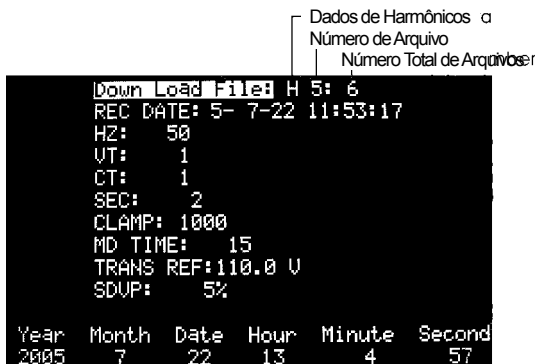 Dados de Harmônicos
Número de Arquivo
Número Total de Arquivos
Down Load File: H 5: 6
REC DATE: 5- 7-22 11:53:17
HZ: 50
VT: 1
CT: 1
SEC: 2
CLAMP: 1000
MD TIME: 15
TRANS REF:110.0 V
SDVP: 5%
Year Month Date Hour Minute Second
2005 7 22 13 4 57